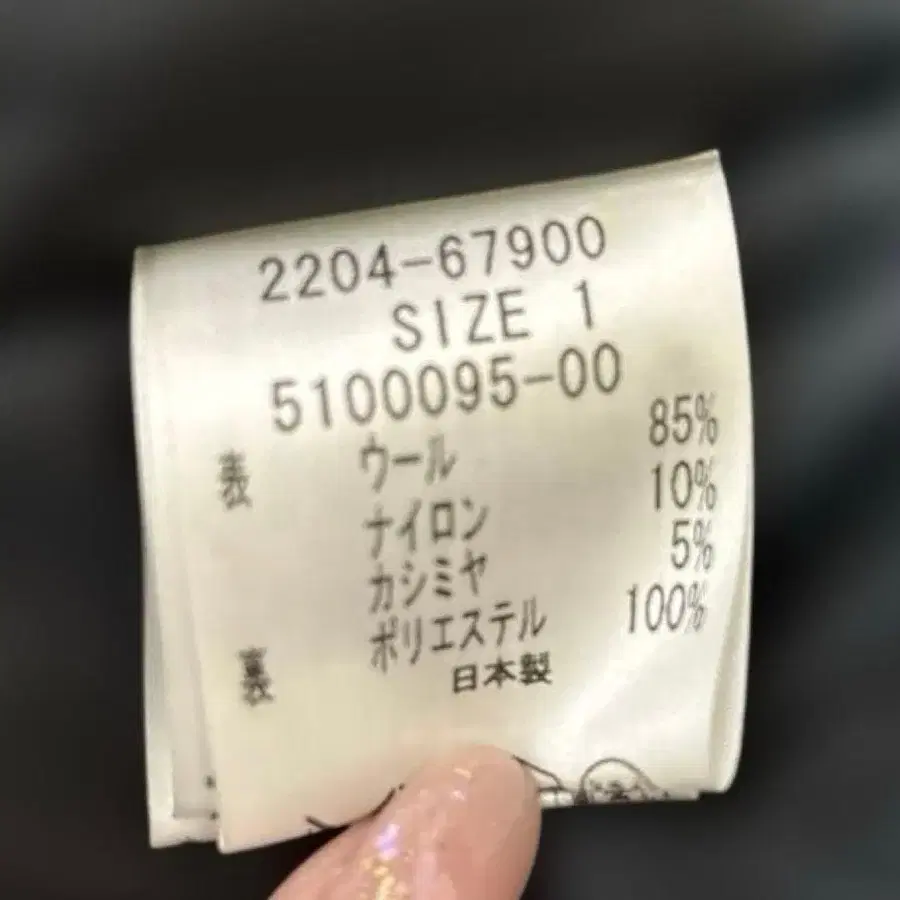 2204-67900
SIZE 1
5100095-00
表 ウール 85%
ナイロン 10%
カシミヤ 5%
裏 ポリエステル 100%
日本製